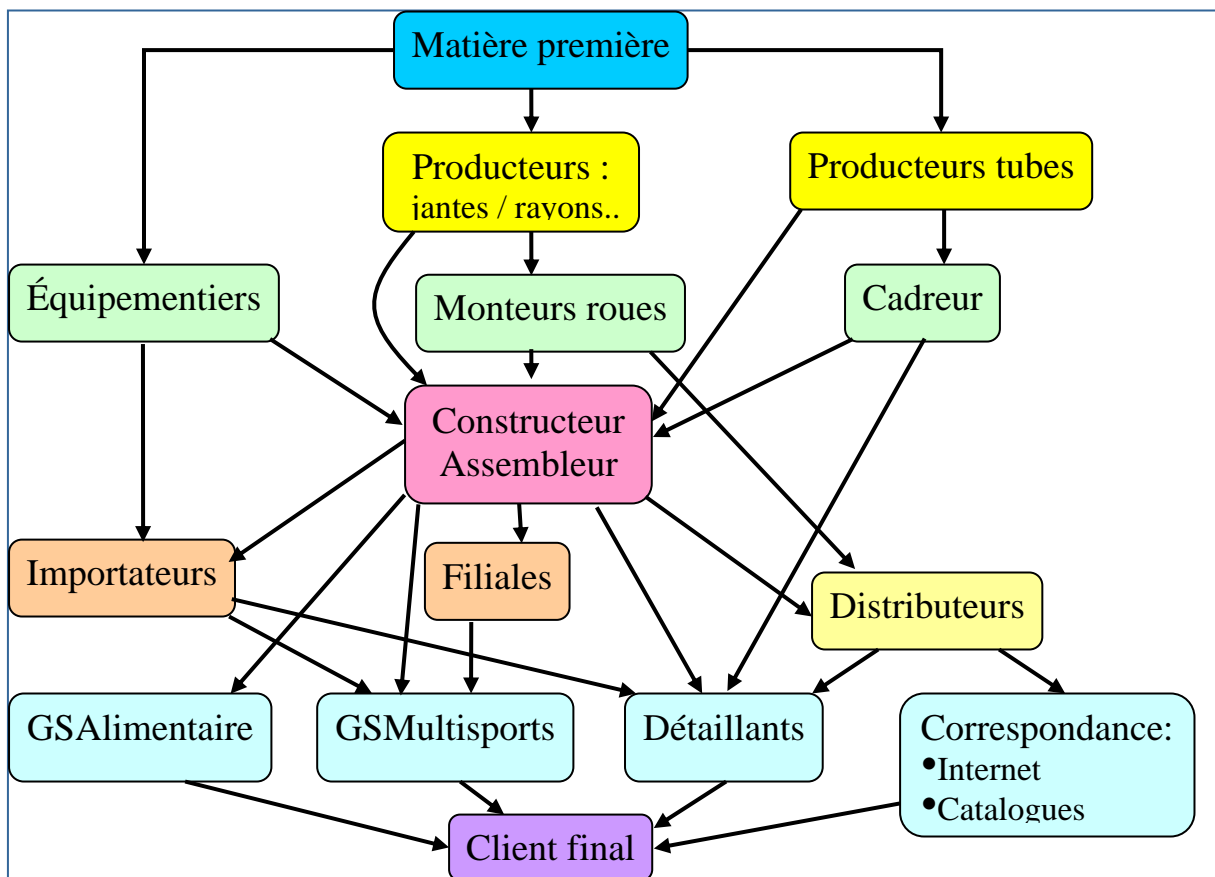 Matière première
Producteurs :
jantes / rayons..
Producteurs tubes
Équipementiers
Monteurs roues
Cadreur
Constructeur
Assembleur
Importateurs
Filiales
Distributeurs
GSAlimentaire
GSMultisports
Détaillants
Correspondance:
•Internet
•Catalogues
Client final